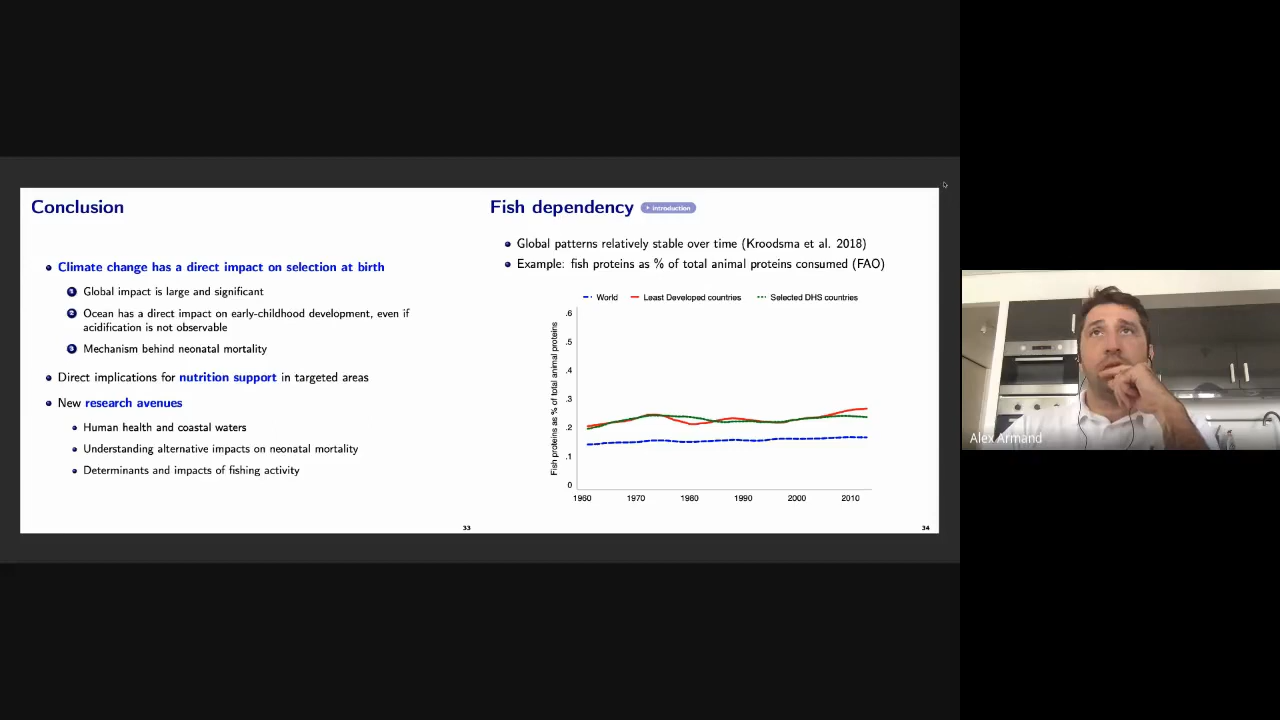 Conclusion
Climate change has a direct impact on selection at birth
1 Global impact is large and significant
2 Ocean has a direct impact on early-childhood development, even if
acidification is not observable
3 Mechanism behind neonatal mortality
Direct implications for nutrition support in targeted areas
New research avenues
Human health and coastal waters
Understanding alternative impacts on neonatal mortality
Determinants and impacts of fishing activity
33
Fish dependency
Introduction
Global patterns relatively stable over time (Kroodsma et al. 2018)
Example: fish proteins as % of total animal proteins consumed (FAO)
World Least Developed countries Selected DHS countries
Fish proteins as % of total animal proteins
.6
.5
.4
.3
.2
.1
0
1960 1970 1980 1990 2000 2010
34
Alex Armand